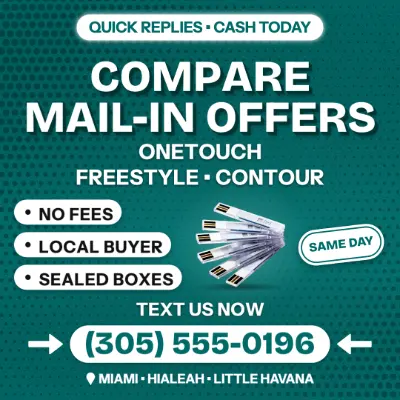 QUICK REPLIES • CASH TODAY
COMPARE
MAIL-IN OFFERS
ONETOUCH
FREESTYLE • CONTOUR
• NO FEES
• LOCAL BUYER
• SEALED BOXES
SAME DAY
TEXT US NOW
(305) 555-0196
MIAMI • HIALEAH • LITTLE HAVANA